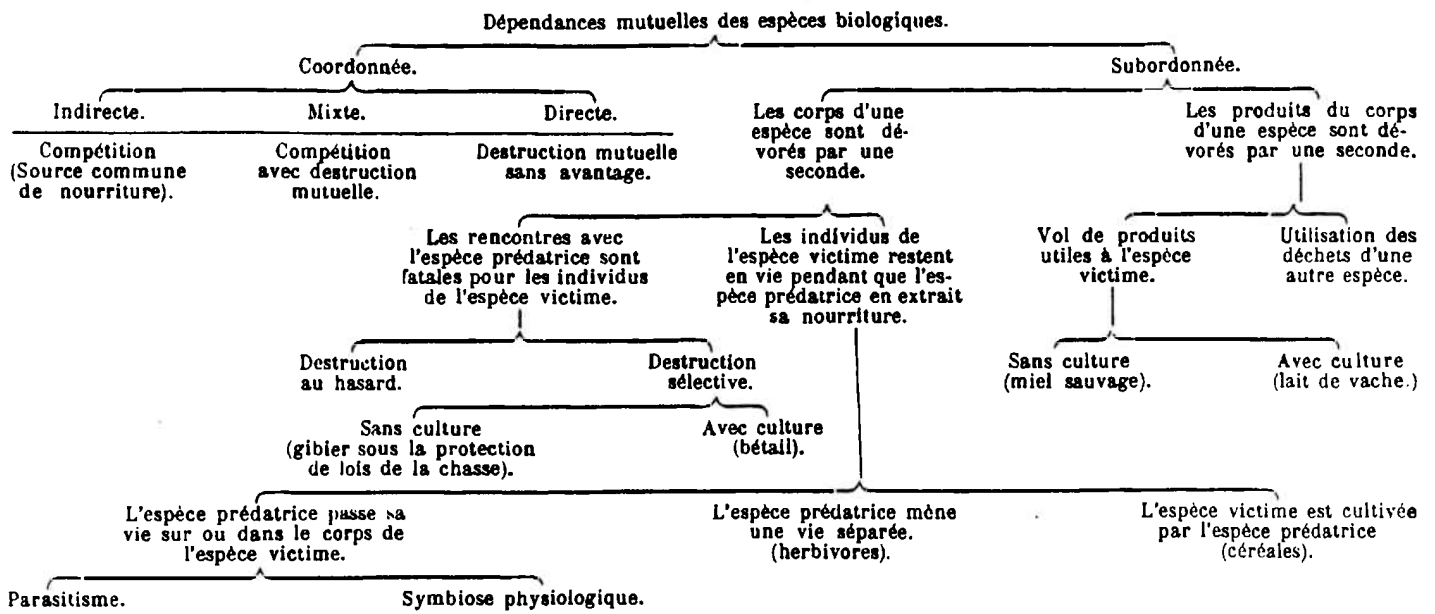 Dépendances mutuelles des espèces biologiques.
Coordonnée.
Subordonnée.
Indirecte.
Mixte.
Directe.
Compétition
(Source commune
de nourriture).
Compétition
avec destruction
mutuelle.
Destruction mutuelle
sans avantage.
Les corps d'une
espèce sont dé-
vorés par une
seconde.
Les produits du corps
d'une espèce sont dé-
vorés par une seconde.
Les rencontres avec
l'espèce prédatrice sont
fatales pour les individus
de l'espèce victime.
Les individus de
l'espèce victime restent
en vie pendant que l'es-
pèce prédatrice en extrait
sa nourriture.
Vol de produits
utiles à l'espèce
victime.
Utilisation des
déchets d'une
autre espèce.
Destruction
au hasard.
Destruction
sélective.
Sans culture
(miel sauvage).
Avec culture
(lait de vache.)
Sans culture
(gibier sous la protection
de lois de la chasse).
Avec culture
(bétail).
L'espèce prédatrice passe sa
vie sur ou dans le corps de
l'espèce victime.
L'espèce prédatrice mène
une vie séparée.
(herbivores).
L'espèce victime est cultivée
par l'espèce prédatrice
(céréales).
Parasitisme.
Symbiose physiologique.